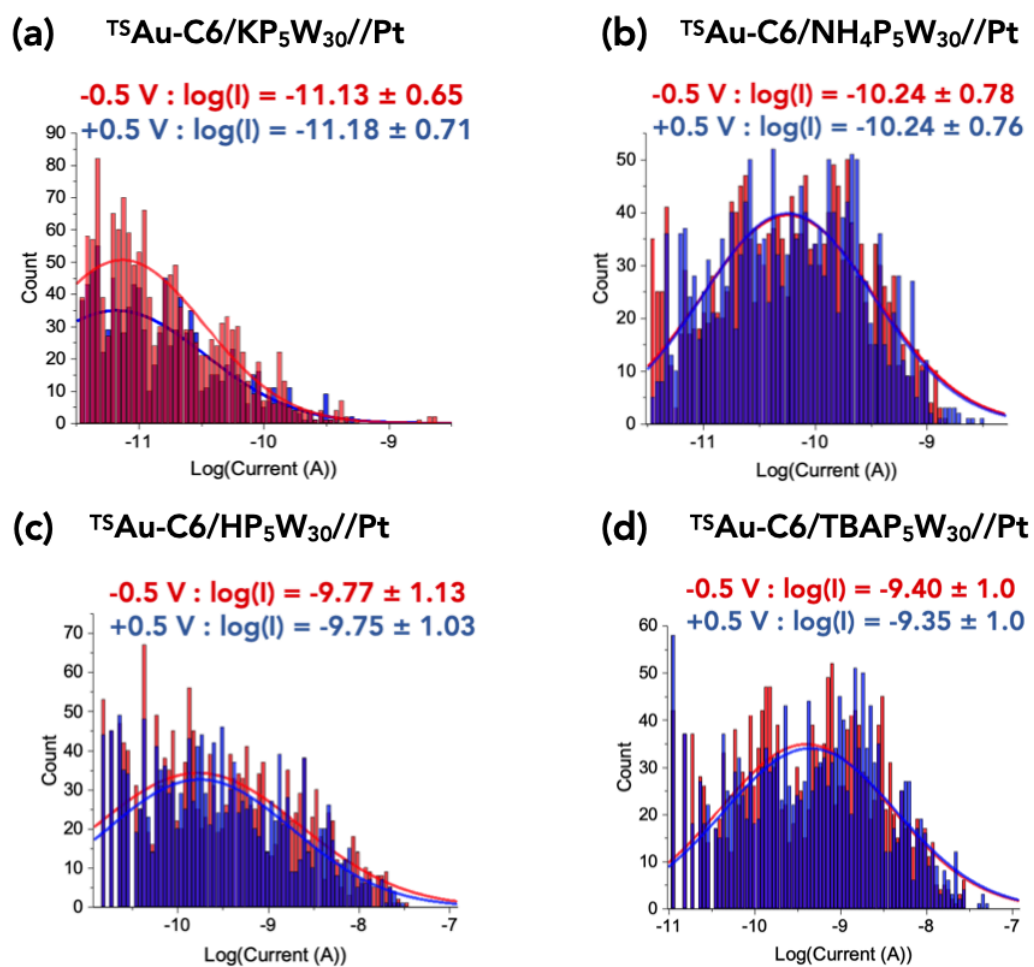 (a) ᵀˢAu-C6/KP₅W₃₀//Pt
-0.5 V : log(I) = -11.13 ± 0.65
+0.5 V : log(I) = -11.18 ± 0.71
90
80
70
60
50
40
30
20
10
0
Count
-11 -10 -9
Log(Current (A))
(b) ᵀˢAu-C6/NH₄P₅W₃₀//Pt
-0.5 V : log(I) = -10.24 ± 0.78
+0.5 V : log(I) = -10.24 ± 0.76
50
40
30
20
10
0
Count
-11 -10 -9
Log(Current (A))
(c) ᵀˢAu-C6/HP₅W₃₀//Pt
-0.5 V : log(I) = -9.77 ± 1.13
+0.5 V : log(I) = -9.75 ± 1.03
70
60
50
40
30
20
10
0
Count
-10 -9 -8 -7
Log(Current (A))
(d) ᵀˢAu-C6/TBAP₅W₃₀//Pt
-0.5 V : log(I) = -9.40 ± 1.0
+0.5 V : log(I) = -9.35 ± 1.0
60
50
40
30
20
10
0
Count
-11 -10 -9 -8 -7
Log(Current (A))